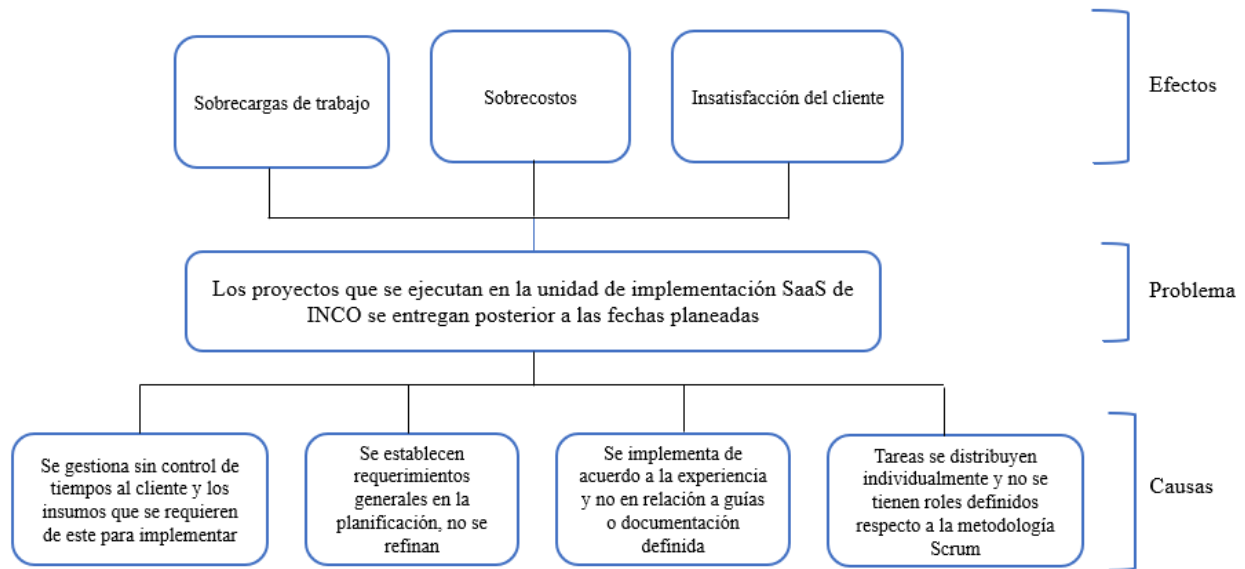 Sobrecargas de trabajo
Sobrecostos
Insatisfacción del cliente
Efectos
Los proyectos que se ejecutan en la unidad de implementación SaaS de
INCO se entregan posterior a las fechas planeadas
Problema
Se gestiona sin control de
tiempos al cliente y los
insumos que se requieren
de este para implementar
Se establecen
requerimientos
generales en la
planificación, no se
refinan
Se implementa de
acuerdo a la experiencia
y no en relación a guías
o documentación
definida
Tareas se distribuyen
individualmente y no se
tienen roles definidos
respecto a la metodología
Scrum
Causas